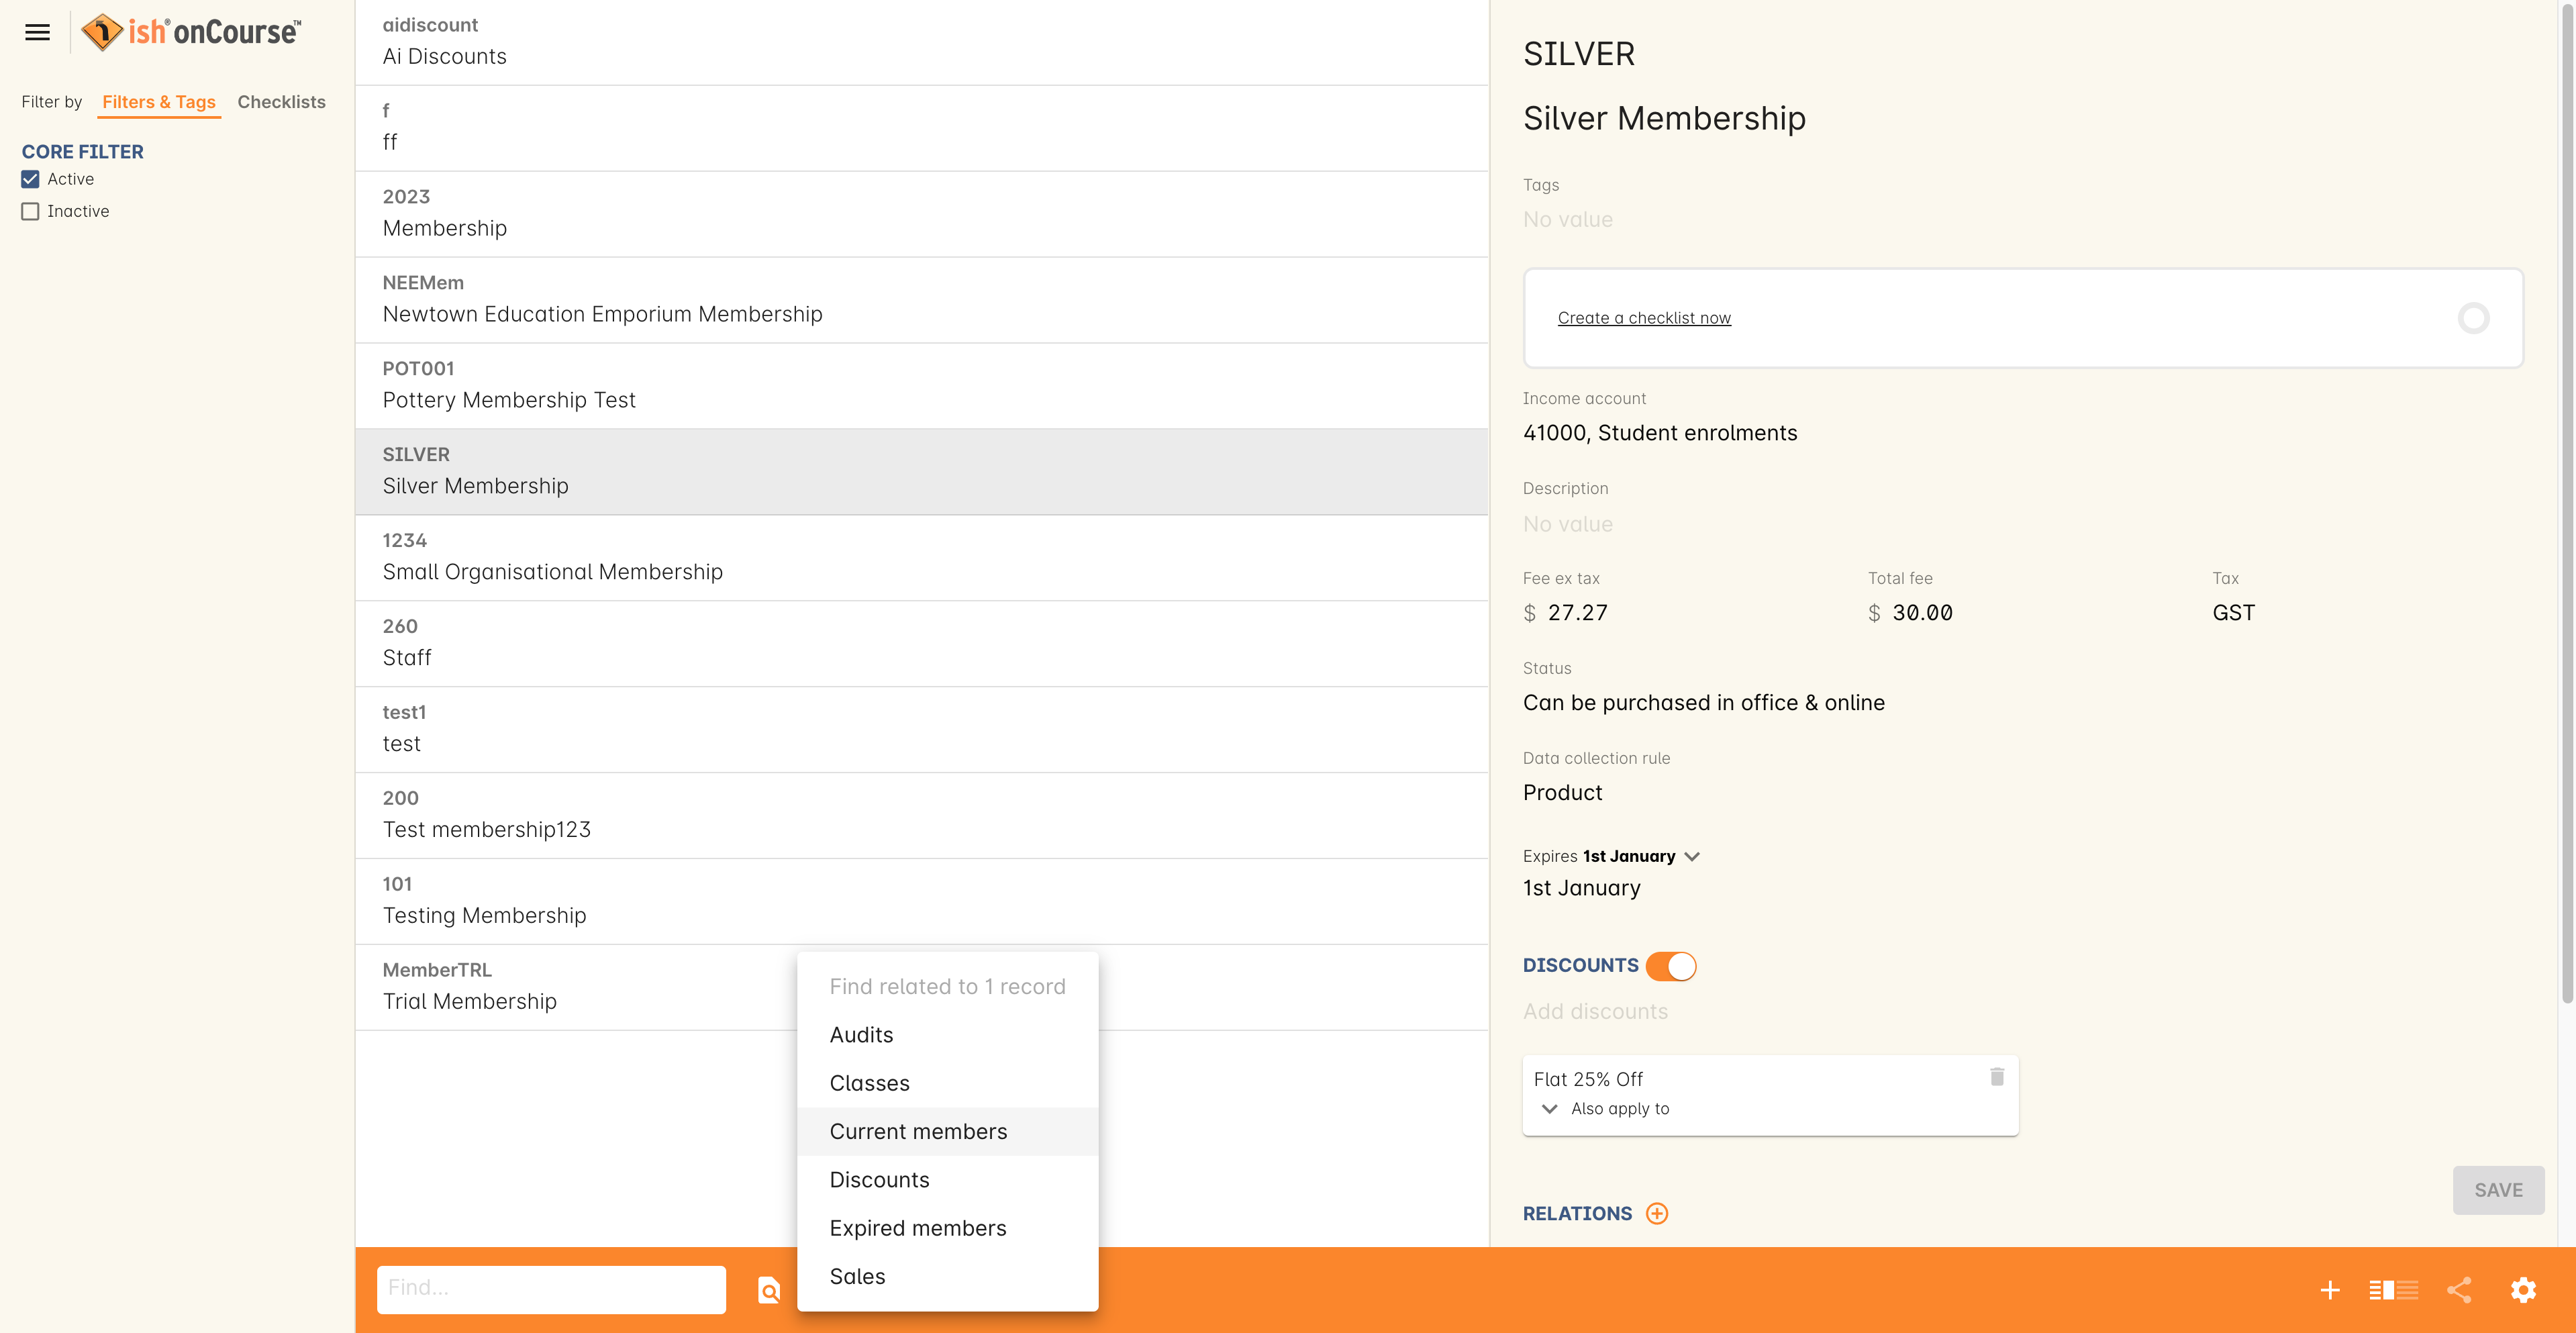 ish® onCourse™
Filter by Filters & Tags Checklists
CORE FILTER
Active
Inactive
aidiscount
Ai Discounts
f
ff
2023
Membership
NEEMem
Newtown Education Emporium Membership
POT001
Pottery Membership Test
SILVER
Silver Membership
1234
Small Organisational Membership
260
Staff
test1
test
200
Test membership123
101
Testing Membership
MemberTRL
Trial Membership
Find related to 1 record
Audits
Classes
Current members
Discounts
Expired members
Sales
Find...
SILVER
Silver Membership
Tags
No value
Create a checklist now
Income account
41000, Student enrolments
Description
No value
Fee ex tax Total fee Tax
$ 27.27 $ 30.00 GST
Status
Can be purchased in office & online
Data collection rule
Product
Expires 1st January
1st January
DISCOUNTS
Add discounts
Flat 25% Off
Also apply to
SAVE
RELATIONS